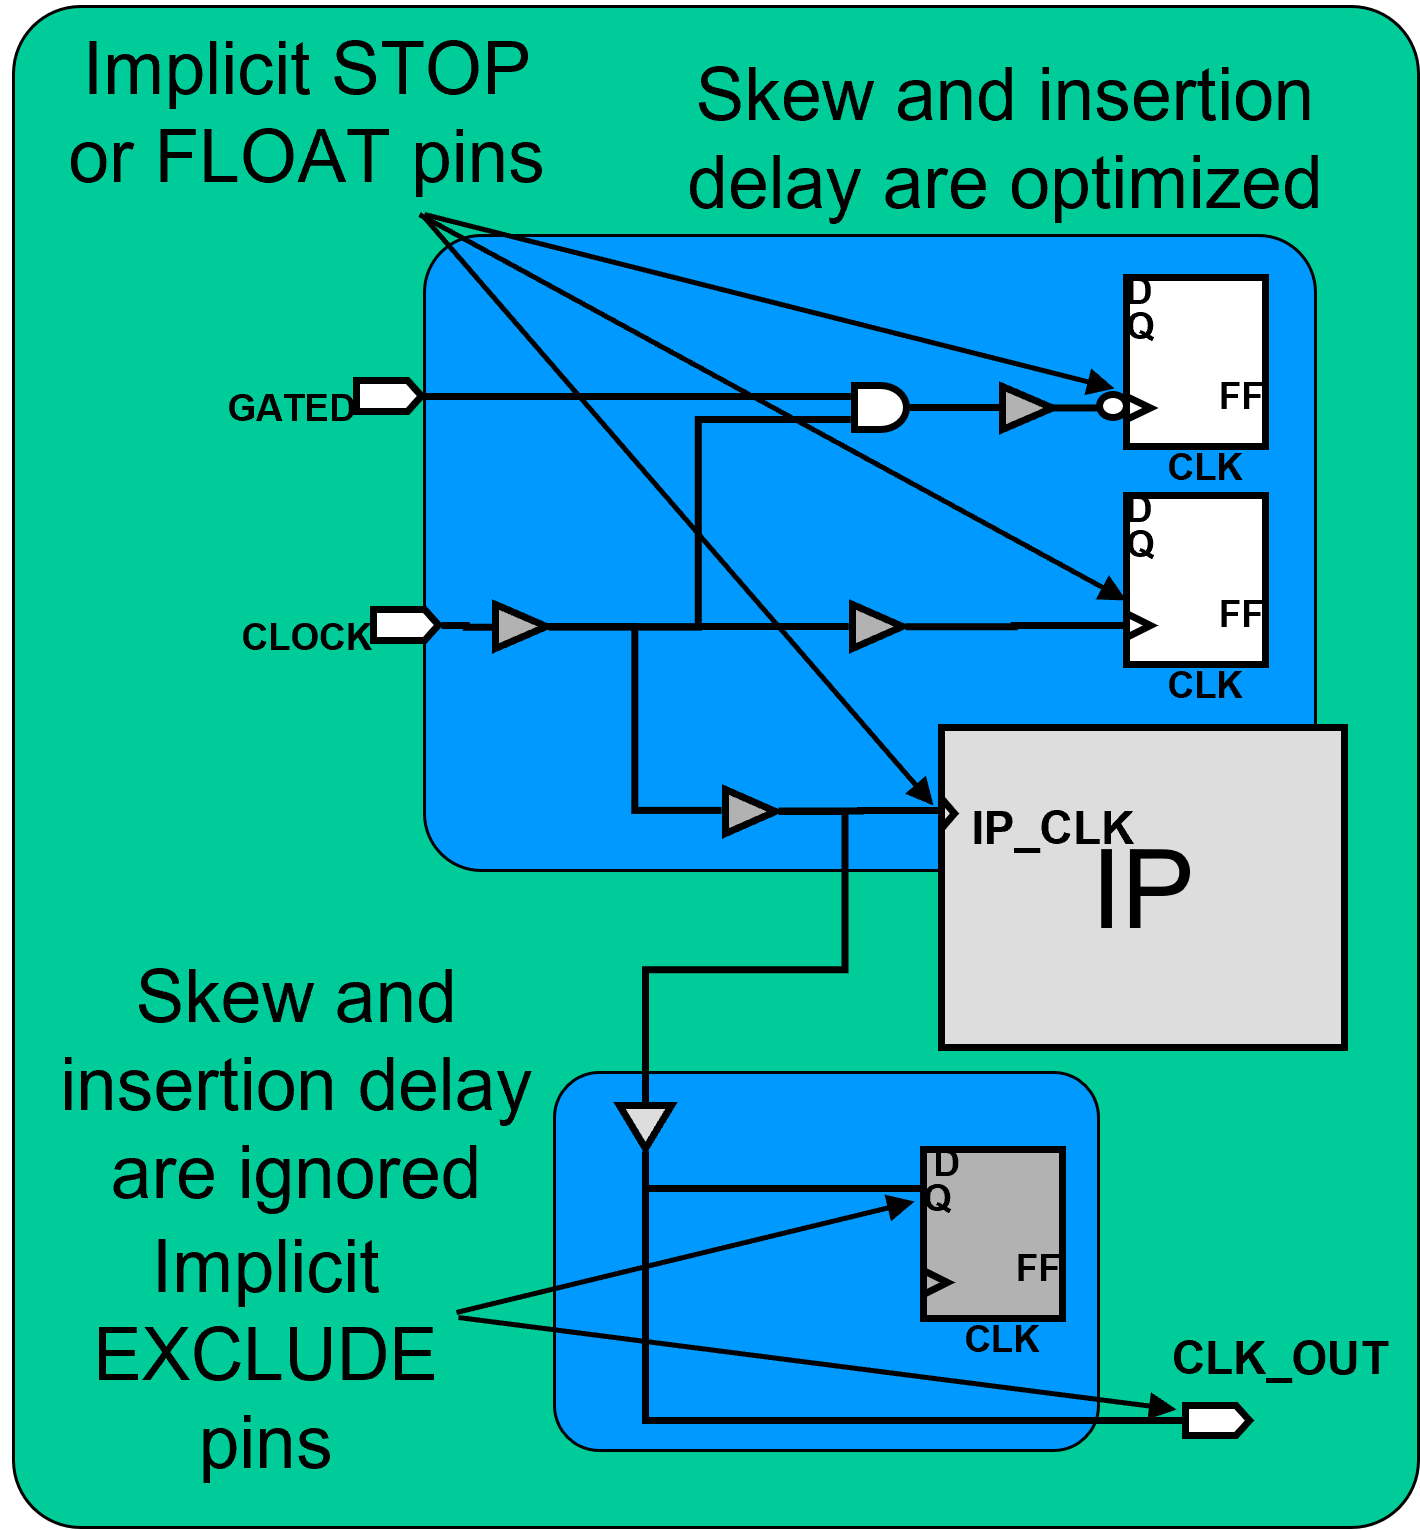 Implicit STOP
or FLOAT pins
Skew and insertion
delay are optimized
D
Q
FF
CLK
GATED
D
Q
FF
CLK
CLOCK
IP_CLK
IP
Skew and
insertion delay
are ignored
D
Q
FF
CLK
Implicit
EXCLUDE
pins
CLK_OUT